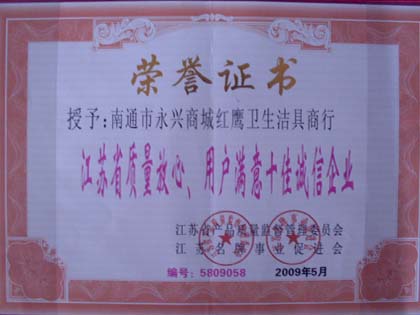 荣誉证书
授予:南通市永兴商城红鹰卫生洁具商行
江苏省质量放心、用户满意十佳诚信企业
江苏省产品质量监督管理委员会
江苏名牌事业促进会
编号:5809058 2009年5月